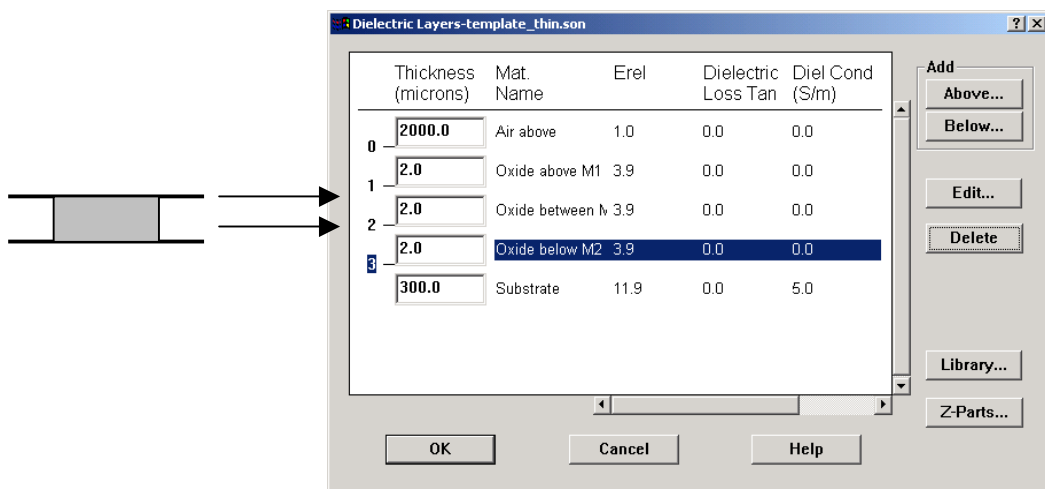 Dielectric Layers-template_thin.son
Thickness (microns) Mat. Name Erel Dielectric Loss Tan Diel Cond (S/m)
2000.0 Air above 1.0 0.0 0.0
0
2.0 Oxide above M1 3.9 0.0 0.0
1
2.0 Oxide between M 3.9 0.0 0.0
2
2.0 Oxide below M2 3.9 0.0 0.0
3
300.0 Substrate 11.9 0.0 5.0
Add
Above...
Below...
Edit...
Delete
Library...
Z-Parts...
OK Cancel Help